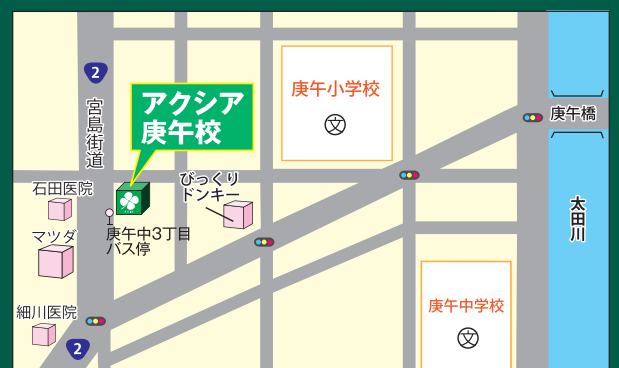 2
宮島街道
アクシア
庚午校
庚午小学校
文
庚午橋
石田医院
びっくり
ドンキー
太田川
庚午中3丁目
バス停
マツダ
細川医院
2
庚午中学校
文